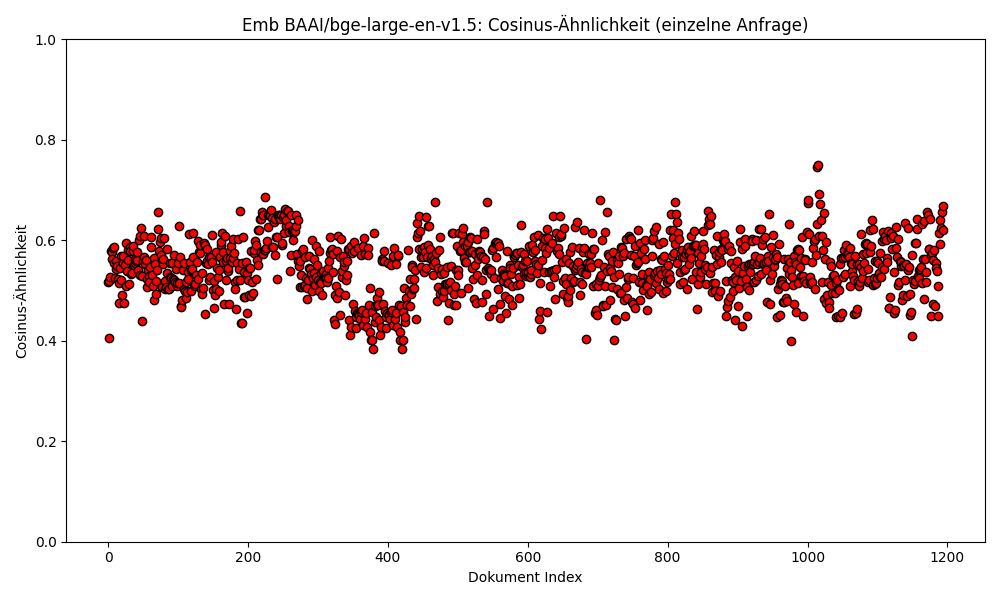 Emb BAAI/bge-large-en-v1.5: Cosinus-Ähnlichkeit (einzelne Anfrage)
1.0
0.8
0.6
0.4
0.2
0.0
Cosinus-Ähnlichkeit
0 200 400 600 800 1000 1200
Dokument Index